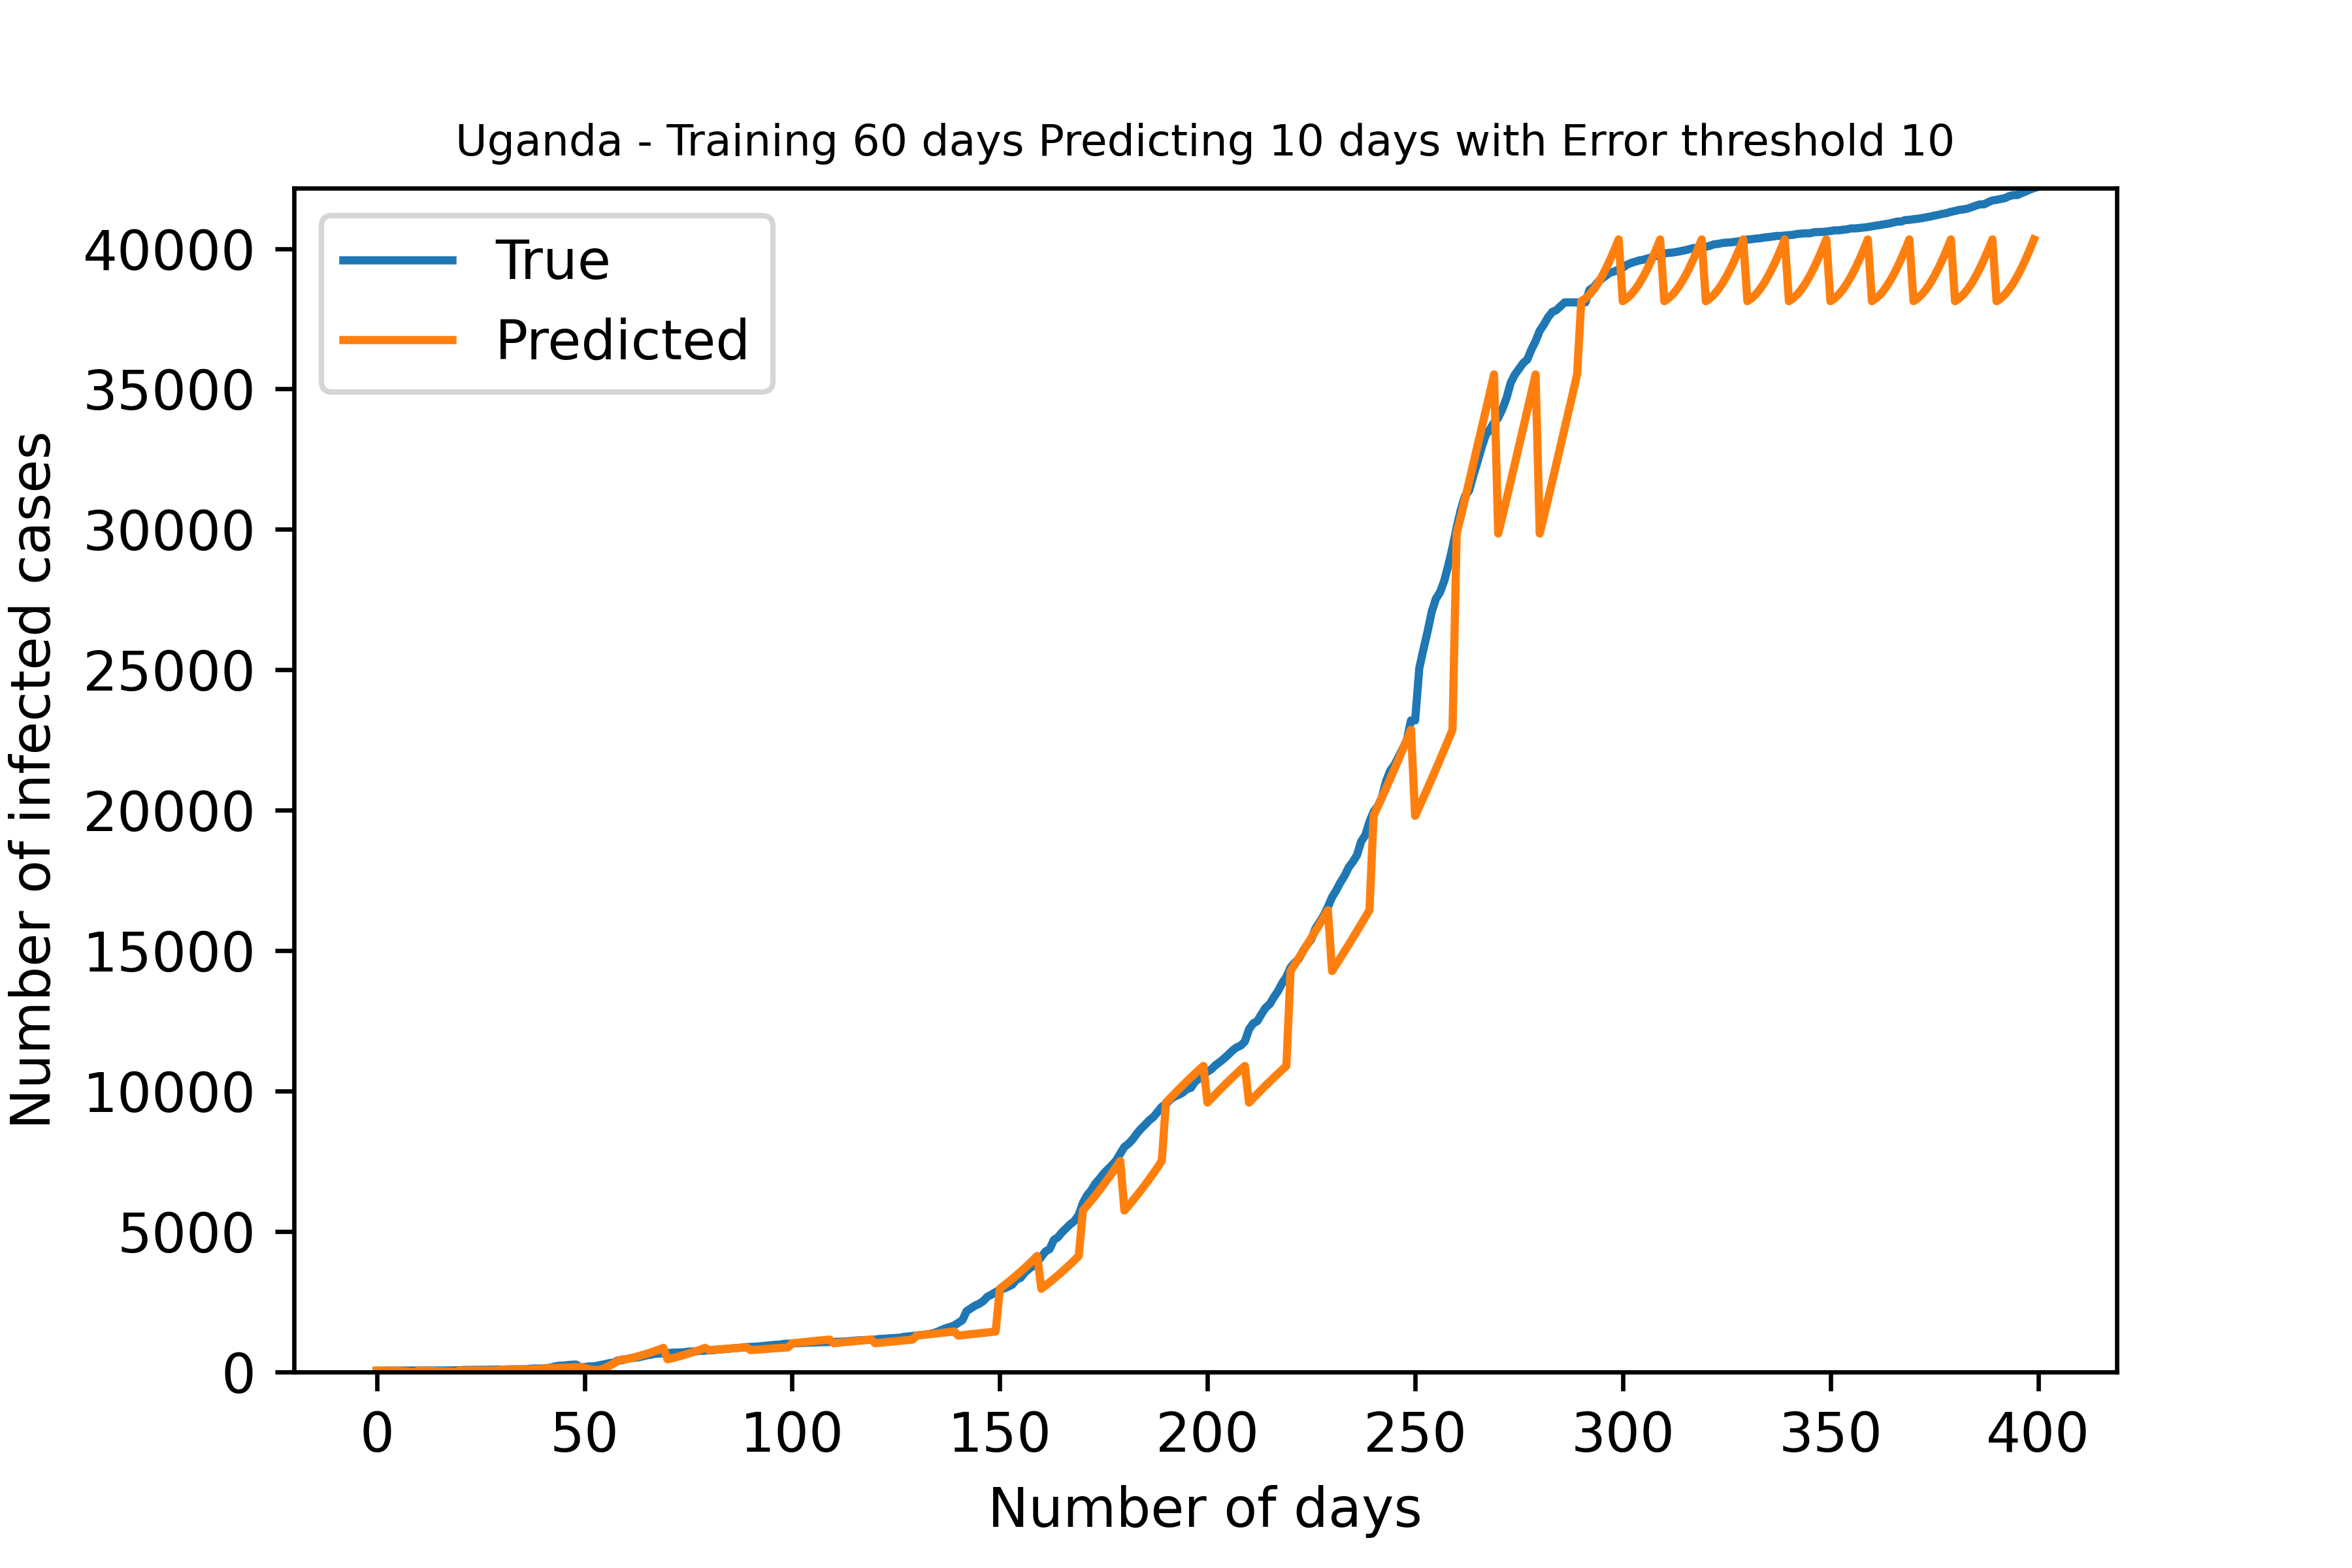 Uganda - Training 60 days Predicting 10 days with Error threshold 10
True
Predicted
40000
35000
30000
25000
20000
15000
10000
5000
0
Number of infected cases
0 50 100 150 200 250 300 350 400
Number of days